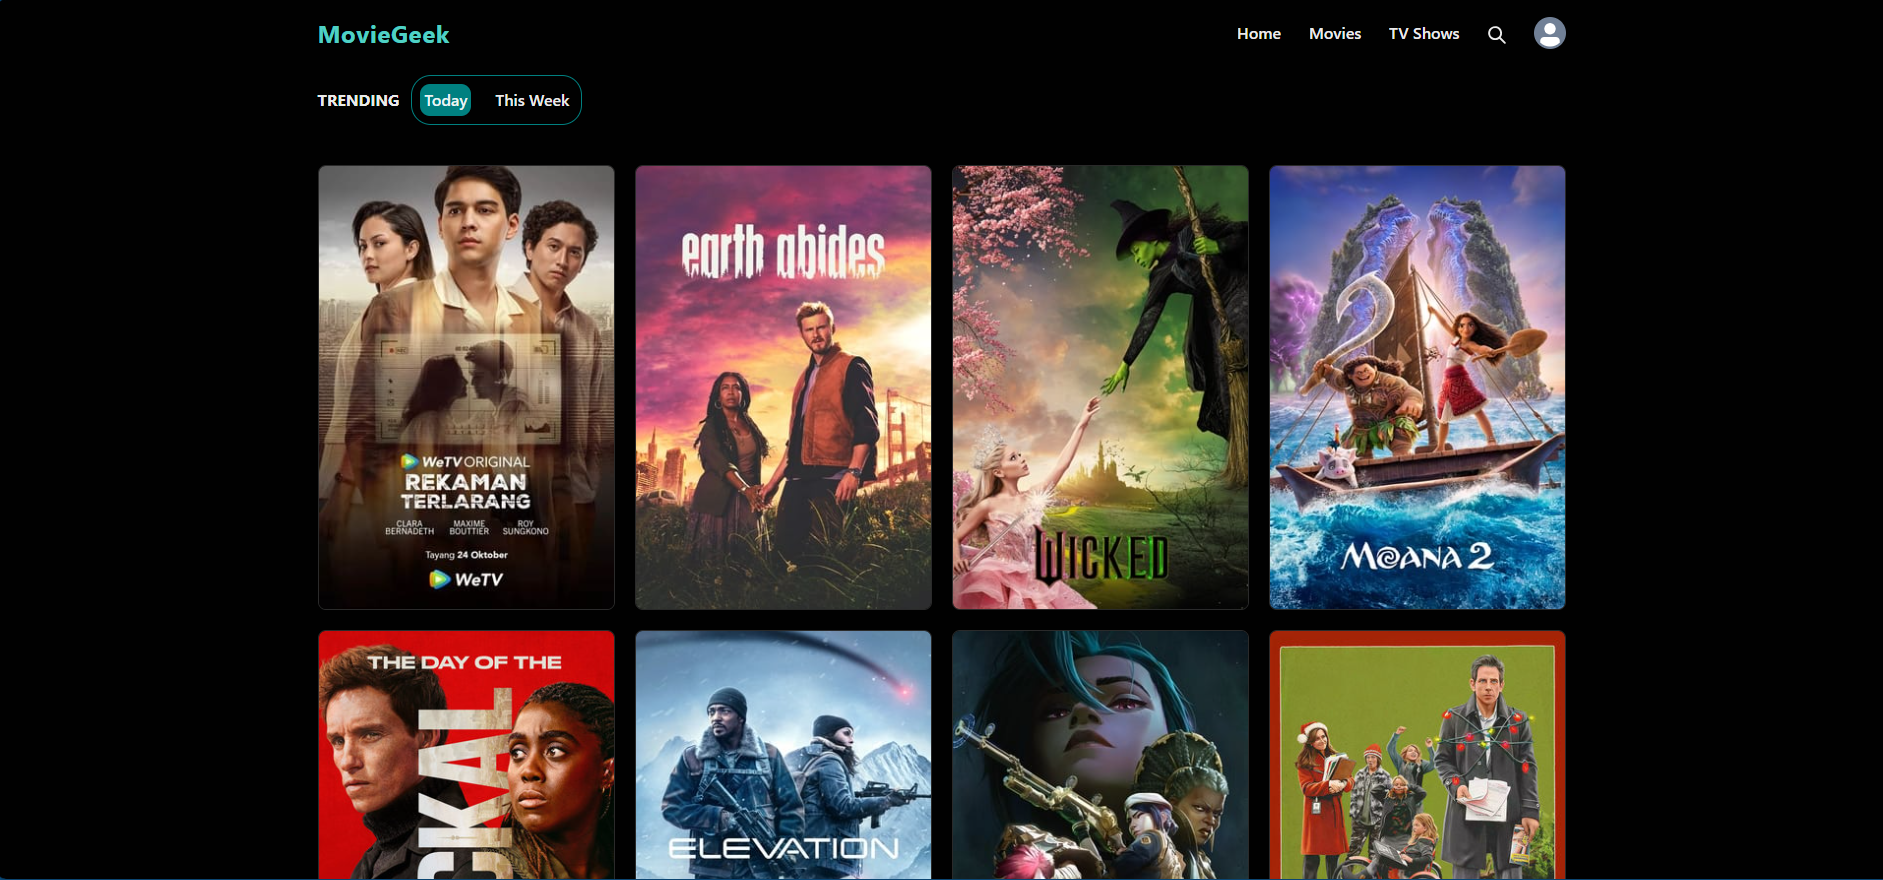 MovieGeek
Home Movies TV Shows
TRENDING Today This Week
WeTV ORIGINAL
REKAMAN
TERLARANG
CLARA BERNADETH MAXIME BOUTTIER ROY SUNGKONO
Tayang 24 Oktober
WeTV
earth abides
WICKED
MOANA 2
THE DAY OF THE
CKAL
ELEVATION